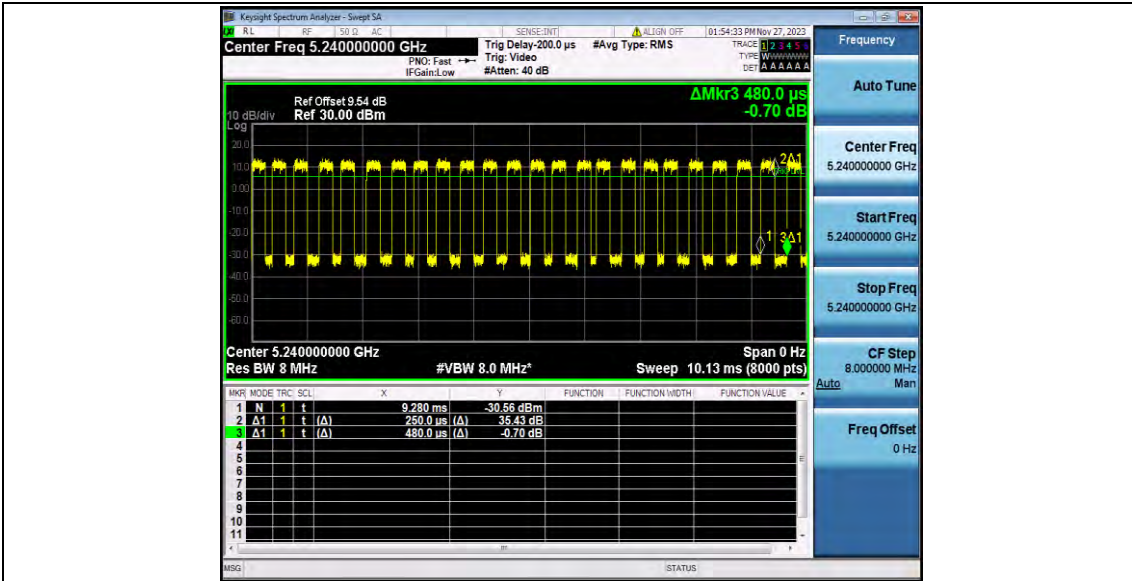 Keysight Spectrum Analyzer - Swept SA
RL RF 50 Ω AC SENSE:INT ALIGN OFF 01:54:33 PM Nov 27, 2023
Center Freq 5.240000000 GHz
PNO: Fast
IFGain:Low
Trig Delay-200.0 µs
Trig: Video
#Atten: 40 dB
#Avg Type: RMS
TRACE 1 2 3 4 5 6
TYPE W
DET A A A A A A
ΔMkr3 480.0 µs
-0.70 dB
Ref Offset 9.54 dB
10 dB/div Ref 30.00 dBm
Log
20.0
10.0
0.00
-10.0
-20.0
-30.0
-40.0
-50.0
-60.0
2Δ1
1
3Δ1
Center 5.240000000 GHz Span 0 Hz
Res BW 8 MHz #VBW 8.0 MHz* Sweep 10.13 ms (8000 pts)
MKR MODE TRC SCL X Y FUNCTION FUNCTION WIDTH FUNCTION VALUE
1 N 1 t 9.280 ms -30.56 dBm
2 Δ1 1 t (Δ) 250.0 µs (Δ) 35.43 dB
3 Δ1 1 t (Δ) 480.0 µs (Δ) -0.70 dB
4
5
6
7
8
9
10
11
MSG STATUS
Frequency
Auto Tune
Center Freq
5.240000000 GHz
Start Freq
5.240000000 GHz
Stop Freq
5.240000000 GHz
CF Step
8.000000 MHz
Auto Man
Freq Offset
0 Hz